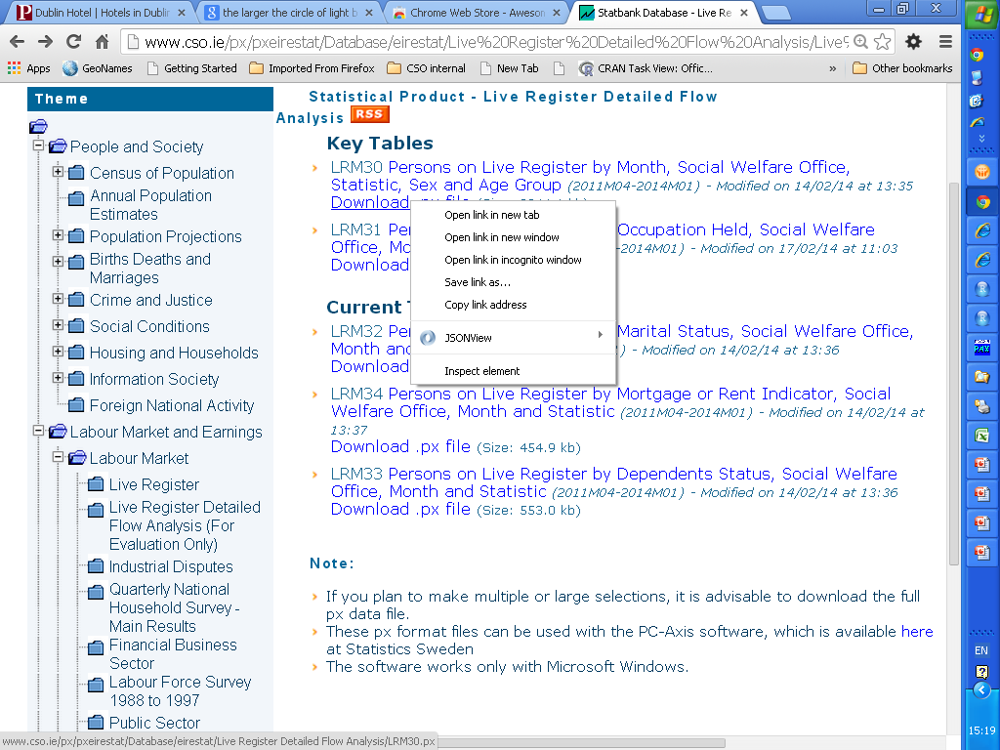 Dublin Hotel | Hotels in Dublin
the larger the circle of light b
Chrome Web Store - Awesom
Statbank Database - Live Re
www.cso.ie/px/pxeirestat/Database/eirestat/Live%20Register%20Detailed%20Flow%20Analysis/Live%
Apps
GeoNames
Getting Started
Imported From Firefox
CSO internal
New Tab
CRAN Task View: Offic...
»
Other bookmarks
Theme
People and Society
Census of Population
Annual Population
Estimates
Population Projections
Births Deaths and
Marriages
Crime and Justice
Social Conditions
Housing and Households
Information Society
Foreign National Activity
Labour Market and Earnings
Labour Market
Live Register
Live Register Detailed
Flow Analysis (For
Evaluation Only)
Industrial Disputes
Quarterly National
Household Survey -
Main Results
Financial Business
Sector
Labour Force Survey
1988 to 1997
Public Sector
Statistical Product - Live Register Detailed Flow
Analysis RSS
Key Tables
LRM30 Persons on Live Register by Month, Social Welfare Office,
Statistic, Sex and Age Group (2011M04-2014M01) - Modified on 14/02/14 at 13:35
Download .px file
LRM31 Occupation Held, Social Welfare
Office, 2014M01) - Modified on 17/02/14 at 11:03
Download
Open link in new tab
Open link in new window
Open link in incognito window
Save link as...
Copy link address
JSONView
Inspect element
Current
LRM32 Marital Status, Social Welfare Office,
Month and - Modified on 14/02/14 at 13:36
Download
LRM34 Persons on Live Register by Mortgage or Rent Indicator, Social
Welfare Office, Month and Statistic (2011M04-2014M01) - Modified on 14/02/14 at
13:37
Download .px file (Size: 454.9 kb)
LRM33 Persons on Live Register by Dependents Status, Social Welfare
Office, Month and Statistic (2011M04-2014M01) - Modified on 14/02/14 at 13:36
Download .px file (Size: 553.0 kb)
Note:
If you plan to make multiple or large selections, it is advisable to download the full
px data file.
These px format files can be used with the PC-Axis software, which is available here
at Statistics Sweden
The software works only with Microsoft Windows.
www.cso.ie/px/pxeirestat/Database/eirestat/Live Register Detailed Flow Analysis/LRM30.px
EN
15:19